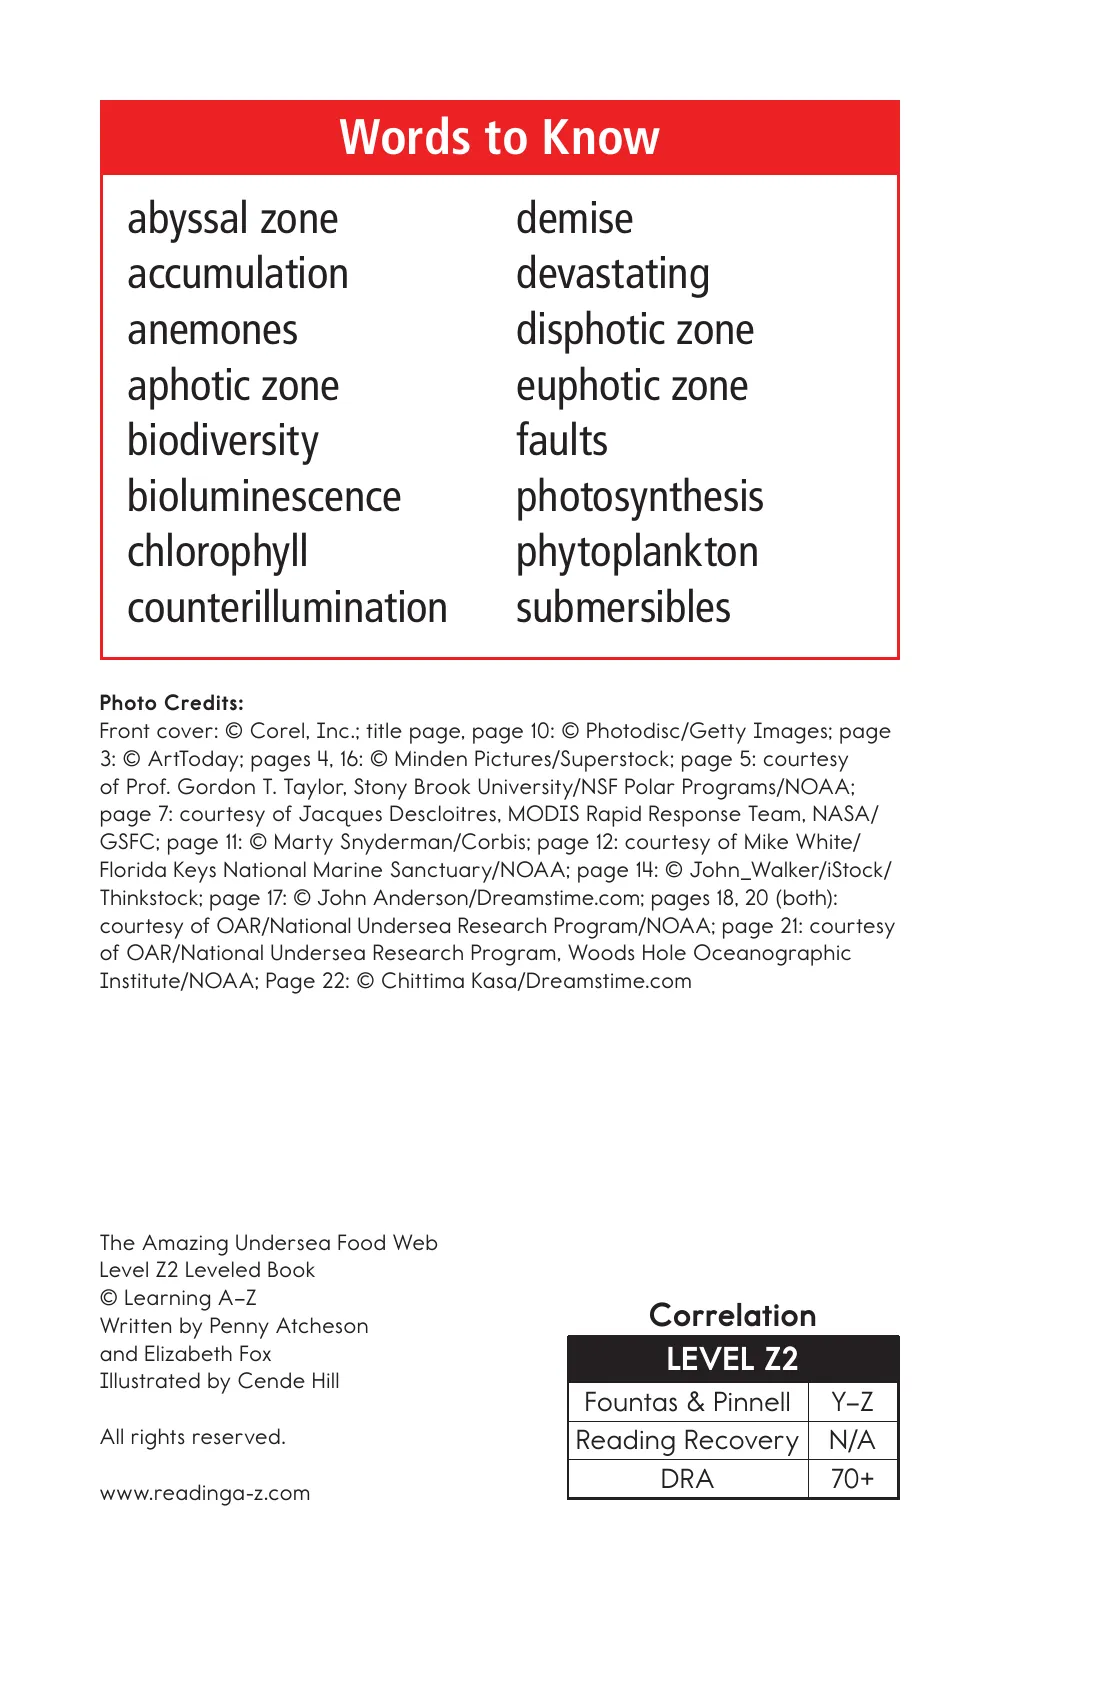 Words to Know
abyssal zone
accumulation
anemones
aphotic zone
biodiversity
bioluminescence
chlorophyll
counterillumination
demise
devastating
disphotic zone
euphotic zone
faults
photosynthesis
phytoplankton
submersibles
Photo Credits:
Front cover: © Corel, Inc.; title page, page 10: © Photodisc/Getty Images; page
3: © ArtToday; pages 4, 16: © Minden Pictures/Superstock; page 5: courtesy
of Prof. Gordon T. Taylor, Stony Brook University/NSF Polar Programs/NOAA;
page 7: courtesy of Jacques Descloitres, MODIS Rapid Response Team, NASA/
GSFC; page 11: © Marty Snyderman/Corbis; page 12: courtesy of Mike White/
Florida Keys National Marine Sanctuary/NOAA; page 14: © John_Walker/iStock/
Thinkstock; page 17: © John Anderson/Dreamstime.com; pages 18, 20 (both):
courtesy of OAR/National Undersea Research Program/NOAA; page 21: courtesy
of OAR/National Undersea Research Program, Woods Hole Oceanographic
Institute/NOAA; Page 22: © Chittima Kasa/Dreamstime.com
The Amazing Undersea Food Web
Level Z2 Leveled Book
© Learning A–Z
Written by Penny Atcheson
and Elizabeth Fox
Illustrated by Cende Hill
All rights reserved.
www.readinga-z.com
Correlation
LEVEL Z2
Fountas & Pinnell Y–Z
Reading Recovery N/A
DRA 70+